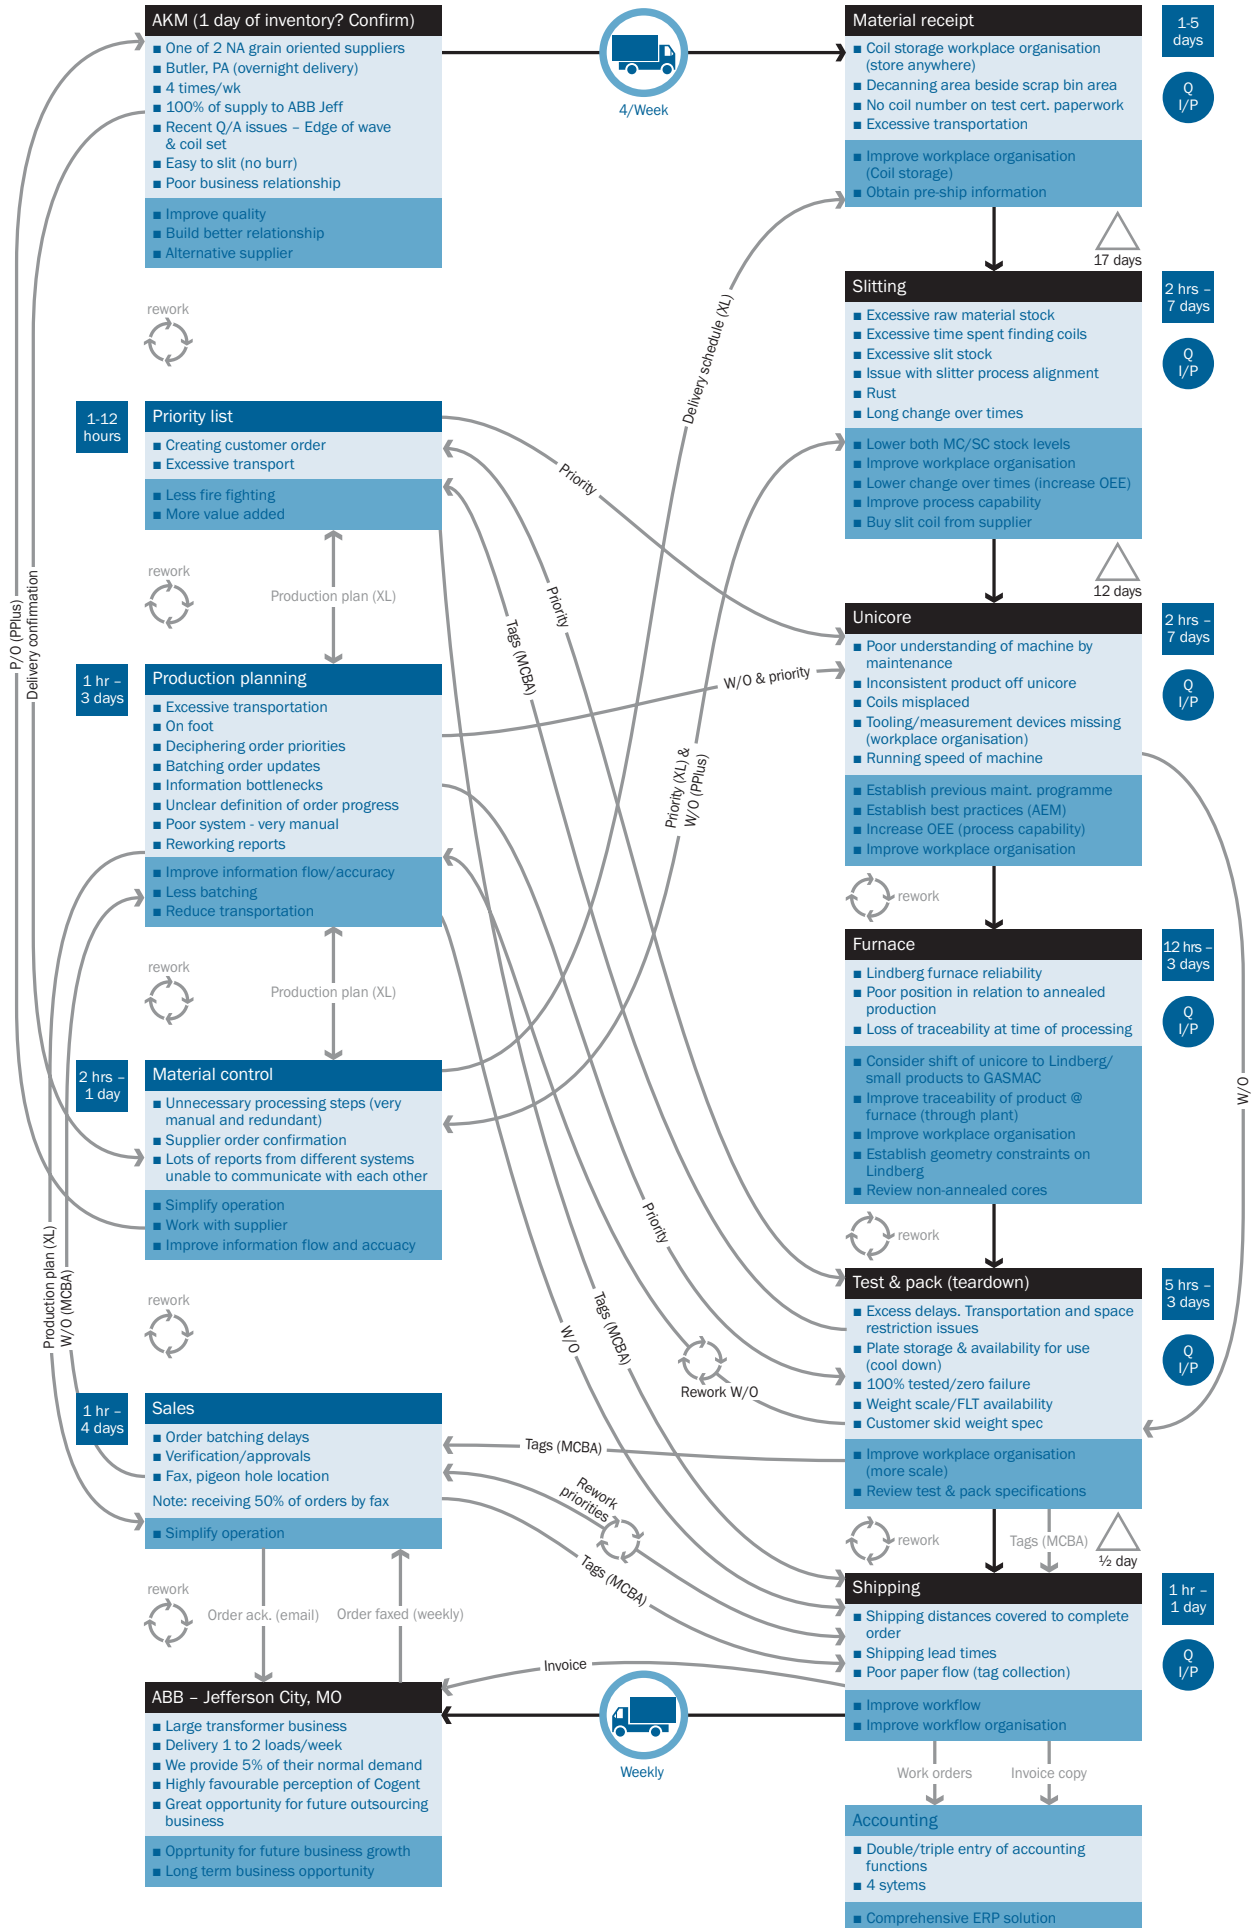 AKM (1 day of inventory? Confirm)
■ One of 2 NA grain oriented suppliers
■ Butler, PA (overnight delivery)
■ 4 times/wk
■ 100% of supply to ABB Jeff
■ Recent Q/A issues – Edge of wave
& coil set
■ Easy to slit (no burr)
■ Poor business relationship
■ Improve quality
■ Build better relationship
■ Alternative supplier
4/Week
Material receipt
■ Coil storage workplace organisation
(store anywhere)
■ Decanning area beside scrap bin area
■ No coil number on test cert. paperwork
■ Excessive transportation
■ Improve workplace organisation
(Coil storage)
■ Obtain pre-ship information
1-5
days
Q
I/P
17 days
rework
Delivery schedule (XL)
Slitting
■ Excessive raw material stock
■ Excessive time spent finding coils
■ Excessive slit stock
■ Issue with slitter process alignment
■ Rust
■ Long change over times
■ Lower both MC/SC stock levels
■ Improve workplace organisation
■ Lower change over times (increase OEE)
■ Improve process capability
■ Buy slit coil from supplier
2 hrs –
7 days
Q
I/P
12 days
1-12
hours
Priority list
■ Creating customer order
■ Excessive transport
■ Less fire fighting
■ More value added
Priority
rework
Production plan (XL)
Priority
Tags (MCBA)
P/O (PPlus)
Delivery confirmation
Unicore
■ Poor understanding of machine by
maintenance
■ Inconsistent product off unicore
■ Coils misplaced
■ Tooling/measurement devices missing
(workplace organisation)
■ Running speed of machine
■ Establish previous maint. programme
■ Establish best practices (AEM)
■ Increase OEE (process capability)
■ Improve workplace organisation
2 hrs –
7 days
Q
I/P
1 hr –
3 days
Production planning
■ Excessive transportation
■ On foot
■ Deciphering order priorities
■ Batching order updates
■ Information bottlenecks
■ Unclear definition of order progress
■ Poor system - very manual
■ Reworking reports
■ Improve information flow/accuracy
■ Less batching
■ Reduce transportation
W/O & priority
Priority (XL) &
W/O (PPlus)
rework
rework
Production plan (XL)
Furnace
■ Lindberg furnace reliability
■ Poor position in relation to annealed
production
■ Loss of traceability at time of processing
■ Consider shift of unicore to Lindberg/
small products to GASMAC
■ Improve traceability of product @
furnace (through plant)
■ Improve workplace organisation
■ Establish geometry constraints on
Lindberg
■ Review non-annealed cores
12 hrs –
3 days
Q
I/P
W/O
2 hrs –
1 day
Material control
■ Unnecessary processing steps (very
manual and redundant)
■ Supplier order confirmation
■ Lots of reports from different systems
unable to communicate with each other
■ Simplify operation
■ Work with supplier
■ Improve information flow and accuacy
Priority
rework
Production plan (XL)
W/O (MCBA)
rework
W/O
Tags (MCBA)
Rework W/O
Test & pack (teardown)
■ Excess delays. Transportation and space
restriction issues
■ Plate storage & availability for use
(cool down)
■ 100% tested/zero failure
■ Weight scale/FLT availability
■ Customer skid weight spec
■ Improve workplace organisation
(more scale)
■ Review test & pack specifications
5 hrs –
3 days
Q
I/P
1 hr –
4 days
Sales
■ Order batching delays
■ Verification/approvals
■ Fax, pigeon hole location
Note: receiving 50% of orders by fax
■ Simplify operation
Tags (MCBA)
Rework
priorities
Tags (MCBA)
rework
Tags (MCBA)
½ day
rework
Order ack. (email)
Order faxed (weekly)
Shipping
■ Shipping distances covered to complete
order
■ Shipping lead times
■ Poor paper flow (tag collection)
■ Improve workflow
■ Improve workflow organisation
1 hr –
1 day
Q
I/P
Invoice
ABB – Jefferson City, MO
■ Large transformer business
■ Delivery 1 to 2 loads/week
■ We provide 5% of their normal demand
■ Highly favourable perception of Cogent
■ Great opportunity for future outsourcing
business
■ Opprtunity for future business growth
■ Long term business opportunity
Weekly
Work orders
Invoice copy
Accounting
■ Double/triple entry of accounting
functions
■ 4 sytems
■ Comprehensive ERP solution